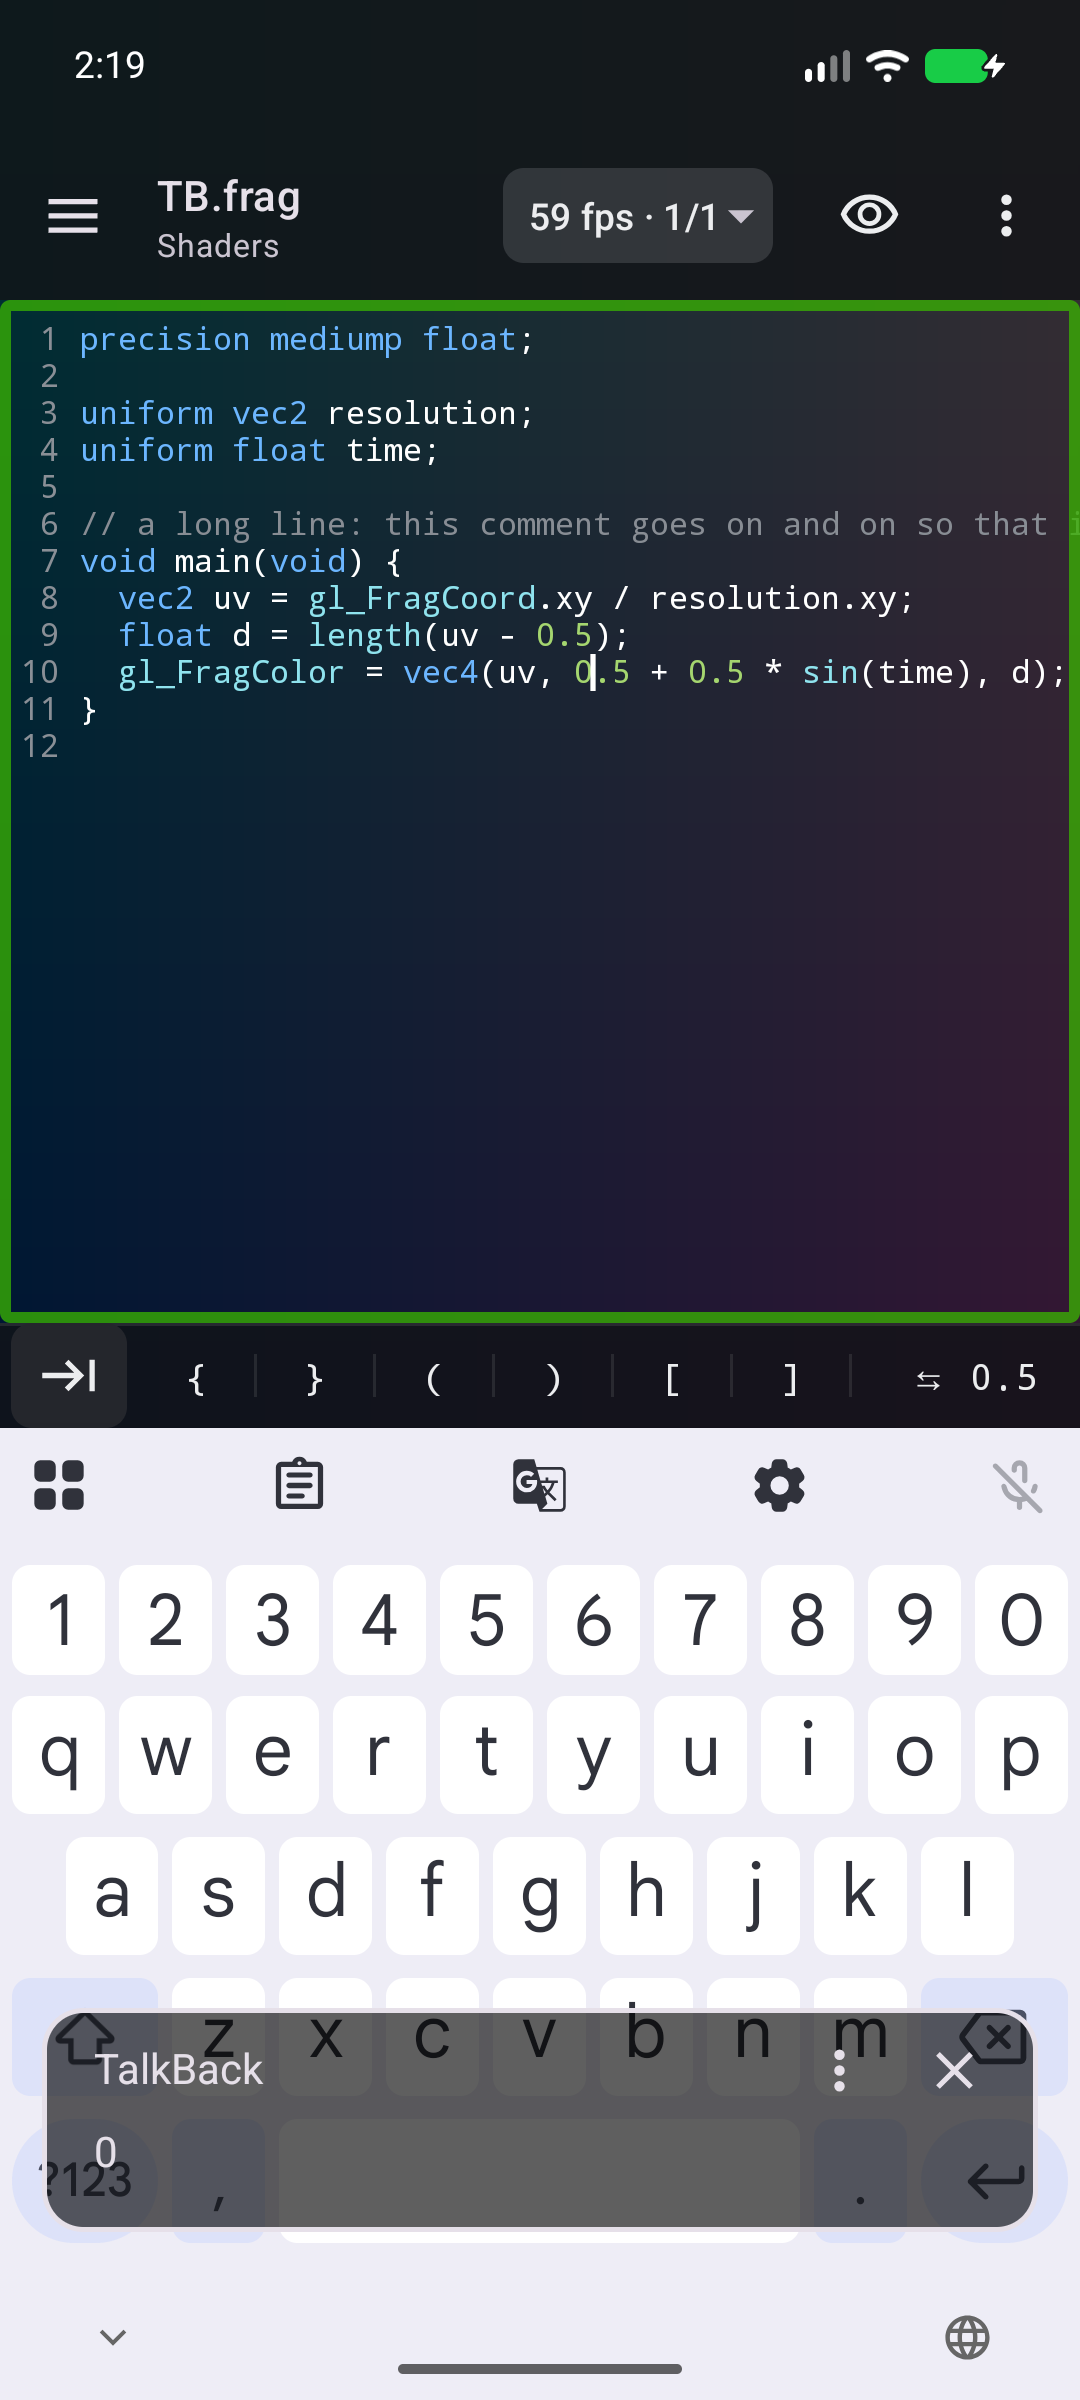 2:19
TB.frag
Shaders
59 fps · 1/1
1 precision mediump float;
2
3 uniform vec2 resolution;
4 uniform float time;
5
6 // a long line: this comment goes on and on so that i
7 void main(void) {
8   vec2 uv = gl_FragCoord.xy / resolution.xy;
9   float d = length(uv - 0.5);
10   gl_FragColor = vec4(uv, 0.5 + 0.5 * sin(time), d);
11 }
12
{ } ( ) [ ] ⇆ 0.5
1 2 3 4 5 6 7 8 9 0
q w e r t y u i o p
a s d f g h j k l
z x c v b n m
TalkBack
0
?123 , .